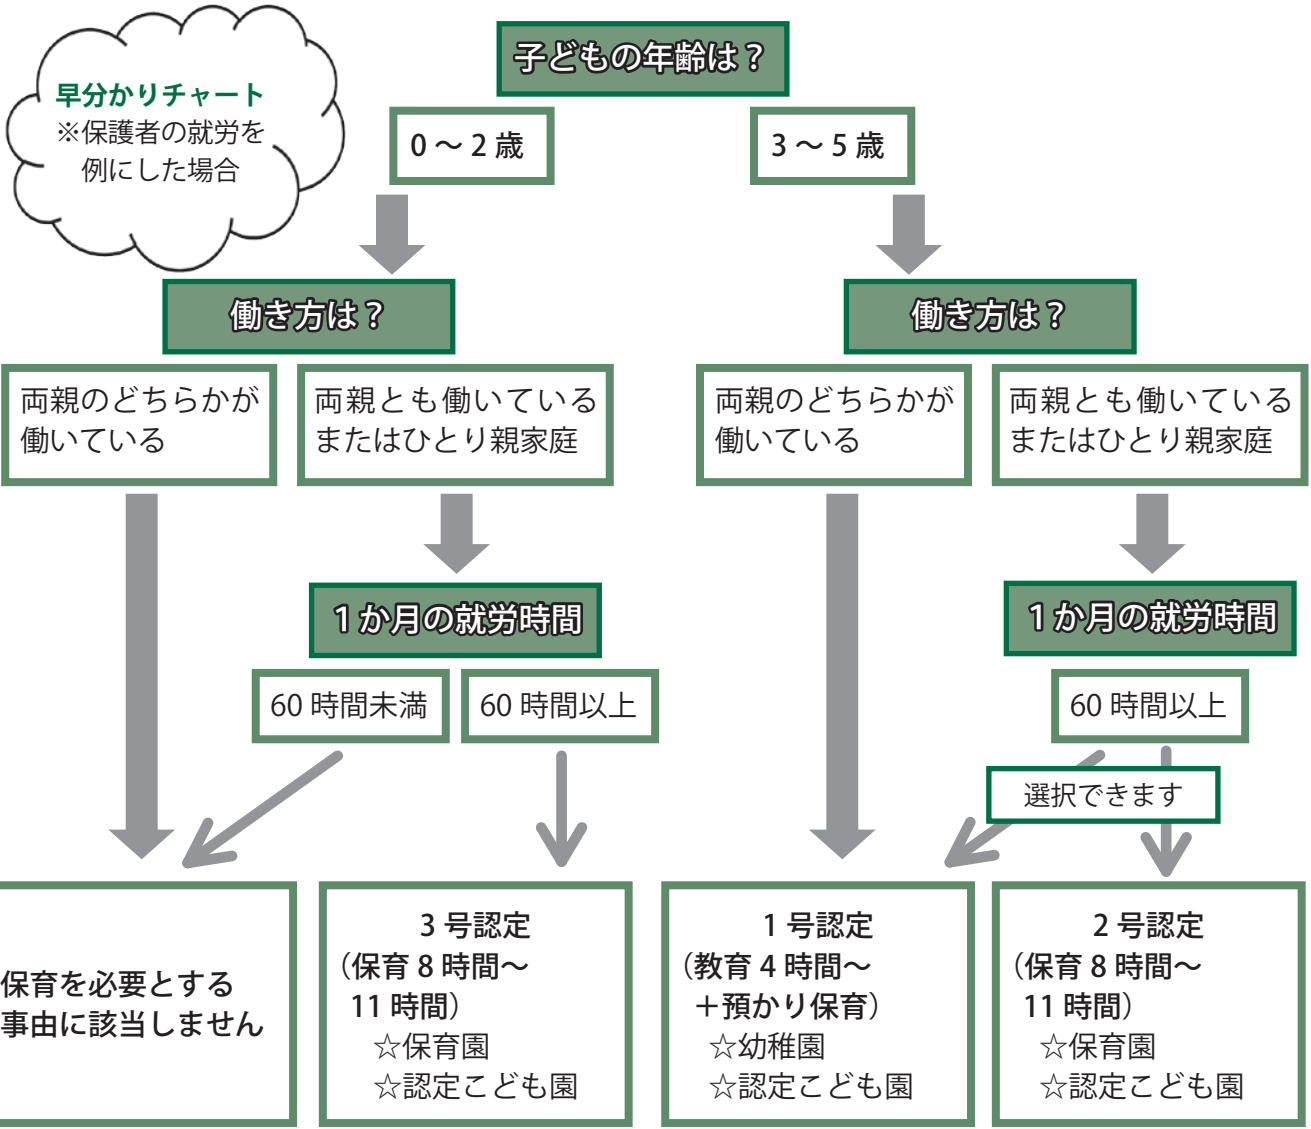 早分かりチャート
※保護者の就労を
例にした場合
子どもの年齢は？
0～2歳
3～5歳
働き方は？
働き方は？
両親のどちらかが
働いている
両親とも働いている
またはひとり親家庭
両親のどちらかが
働いている
両親とも働いている
またはひとり親家庭
1か月の就労時間
1か月の就労時間
60時間未満
60時間以上
60時間以上
選択できます
保育を必要とする
事由に該当しません
3号認定
（保育8時間～
11時間）
☆保育園
☆認定こども園
1号認定
（教育4時間～
＋預かり保育）
☆幼稚園
☆認定こども園
2号認定
（保育8時間～
11時間）
☆保育園
☆認定こども園